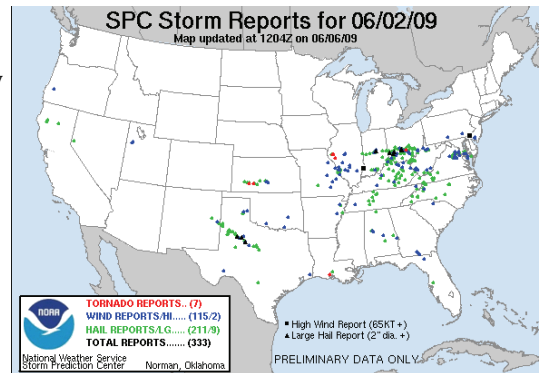 SPC Storm Reports for 06/02/09
Map updated at 1204Z on 06/06/09
TORNADO REPORTS.. (7)
WIND REPORTS/HI..... (115/2)
HAIL REPORTS/LG..... (211/9)
TOTAL REPORTS....... (333)
NOAA
National Weather Service
Storm Prediction Center Norman, Oklahoma
■ High Wind Report (65KT +)
▲ Large Hail Report (2" dia. +)
PRELIMINARY DATA ONLY